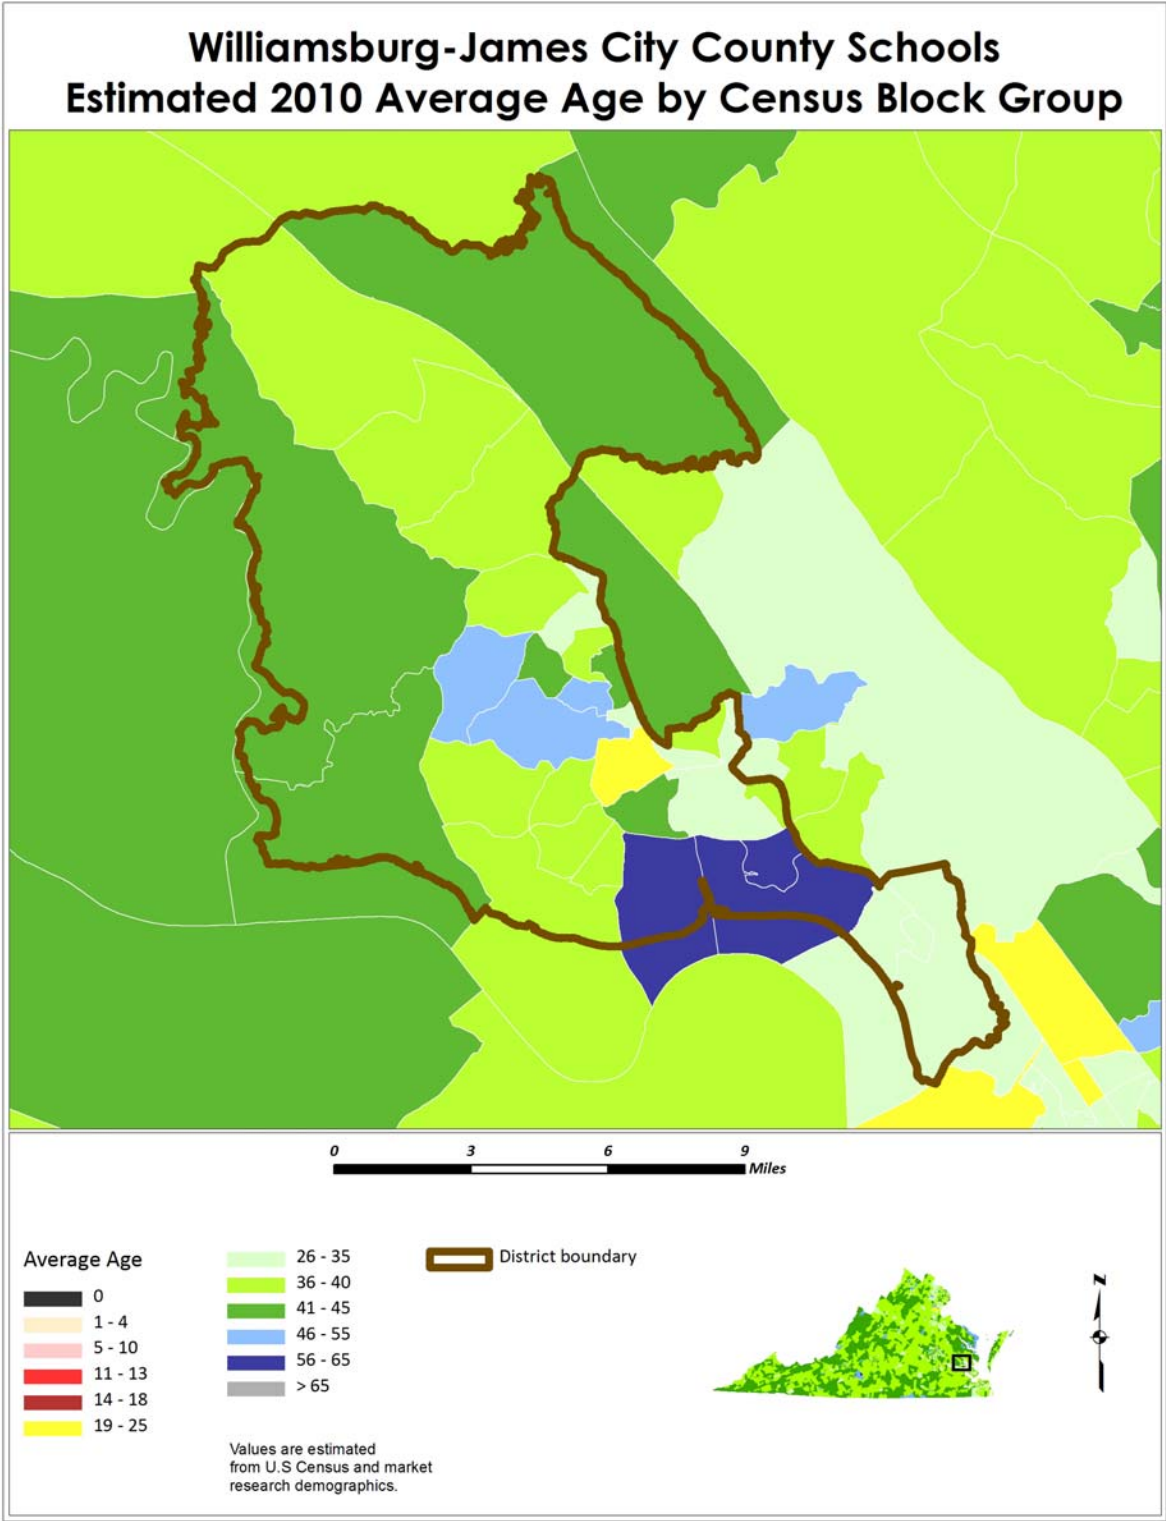 Williamsburg-James City County Schools
Estimated 2010 Average Age by Census Block Group
0 3 6 9
Miles
Average Age
0
1 - 4
5 - 10
11 - 13
14 - 18
19 - 25
26 - 35
36 - 40
41 - 45
46 - 55
56 - 65
> 65
District boundary
N
Values are estimated
from U.S Census and market
research demographics.